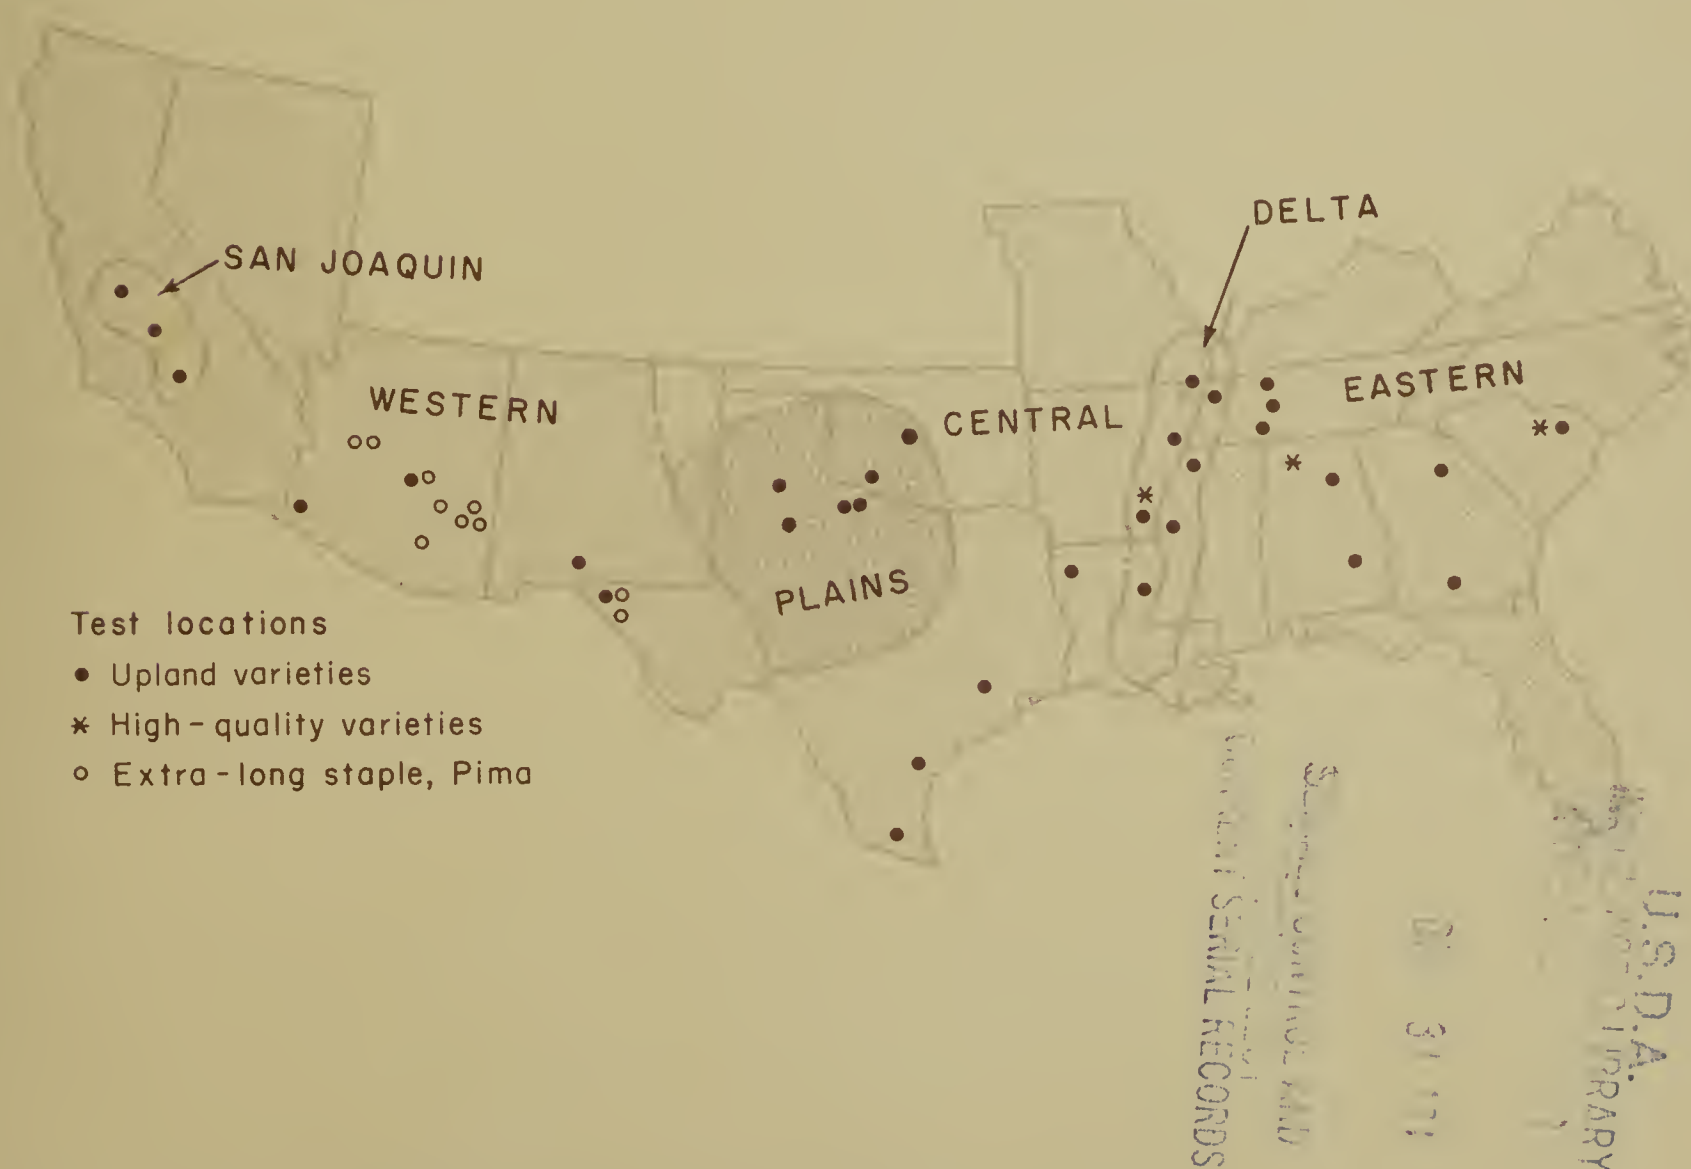 DELTA
SAN JOAQUIN
WESTERN
CENTRAL
EASTERN
PLAINS
Test locations
Upland varieties
* High-quality varieties
Extra-long staple, Pima
SERIAL RECORDS
U.S.D.A.